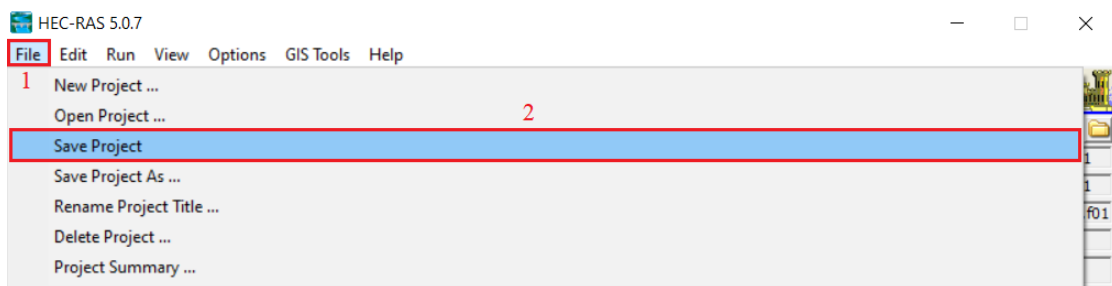 HEC-RAS 5.0.7
File Edit Run View Options GIS Tools Help
1
New Project ...
Open Project ...
2
Save Project
1
Save Project As ...
1
Rename Project Title ...
.f01
Delete Project ...
Project Summary ...